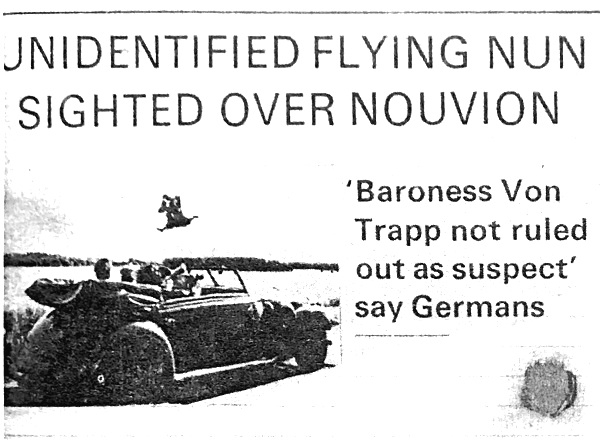 UNIDENTIFIED FLYING NUN
SIGHTED OVER NOUVION
'Baroness Von
Trapp not ruled
out as suspect'
say Germans